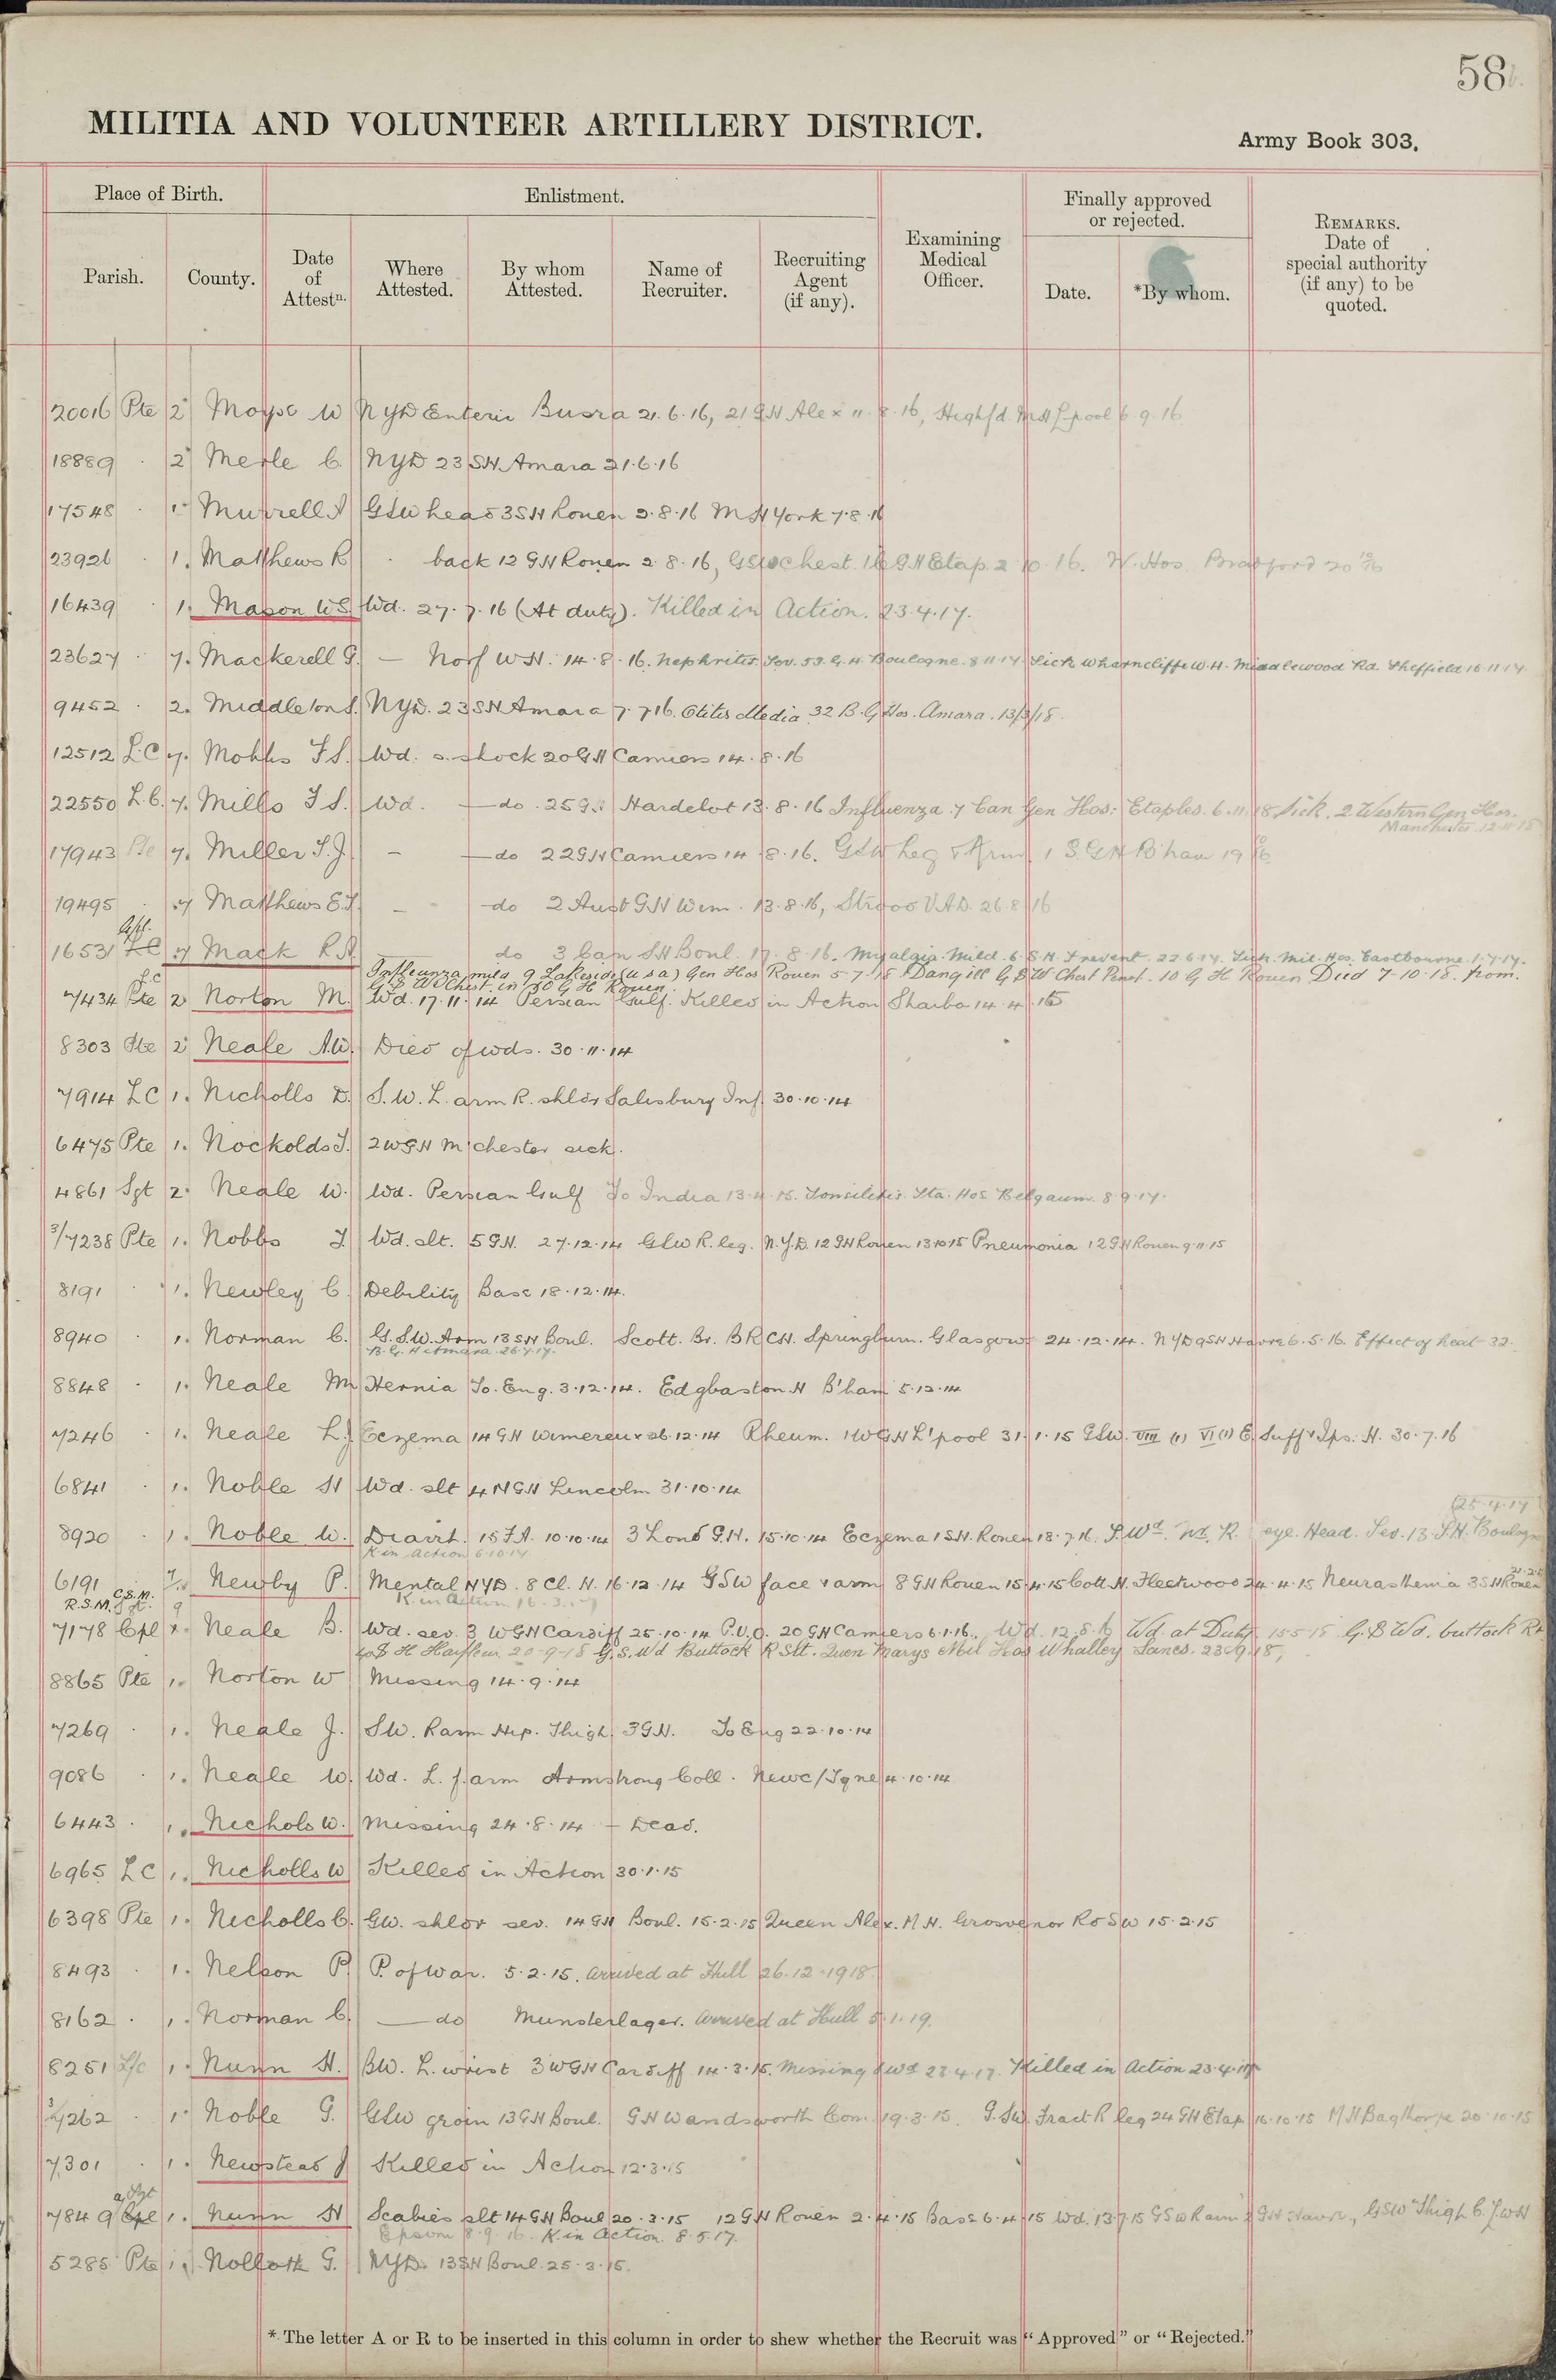 58
MILITIA AND VOLUNTEER ARTILLERY DISTRICT.
Army Book 303.
Place of Birth.
Enlistment.
Finally approved
or rejected.
Parish.
County.
Date
of
Attestn.
Where
Attested.
By whom
Attested.
Name of
Recruiter.
Recruiting
Agent
(if any).
Examining
Medical
Officer.
Date.
*By whom.
REMARKS.
Date of
special authority
(if any) to be
quoted.
20016 Pte 2 Moyse W NYD Enteric Busra 21.6.16, 21 GH Alex 11.8.16, Highfd. MH L'pool 6.9.16
18889 . 2 Merle C. NYD 23 SH Amara 21.6.16
17548 . 1. Murrell A GSW head 3 SH Rouen 3.8.16 MH York 7.8.16
23926 . 1. Matthews R . back 12 GH Rouen 2.8.16, GSW chest. 16 GH Etap. 2.10.16. W. Hos. Bradford 20
16439 . 1. Mason WS Wd. 27.7.16 (At duty). Killed in Action. 23.4.17.
23627 . 7. Mackerell G. — Norf WH. 14.8.16. Nephritis. Sev. 53. G.H. Boulogne. 8.11.17. Sick Wharncliffe W.H. Middlewood Rd. Sheffield 16.11.17
9452 . 2. Middleton S. NYD. 23 SH Amara 7.7.16. Otitis Media 32 B.G. Hos. Amara. 13/3/18.
12512 L.C 7. Mobbs F S. Wd. s. shock 20 GH Camiers 14.8.16
22550 L.C. 7. Mills F S. Wd. — do . 25 GH Hardelot 13.8.16 Influenza. 7 Can Gen Hos: Etaples. 6.11.18 Sick. 2 Western Gen Hos.
Manchester. 12.11.18
17943 Pte 7. Miller S.J. - — do 22 GH Camiers 14.8.16. GSW Leg & Arm 1 S.GH B'ham 19
19495 . 7 Matthews E.J. - — do 2 Aust GH Wim. 13.8.16, VAD. 26.8.16
16531 LC 7 Mack R.A. do 3 Can SH Boul. 17.8.16. Myalgia. Mild. 6. S.H. Frevent. 22.6.17. Sick. Mil. Hos. Eastbourne. 1.7.17.
Influenza mild 9 Lakeside (USA) Gen Hos Rouen 5-7-18 Dang ill G S W Chest Penet. 10 G H Rouen Died 7-10-18. from.
G S W Chest in 10 G H Rouen.
7434 L.C Pte 2 Norton M. Wd. 17.11.14 Persian Gulf. Killed in Action Shaiba 14.4.15
8303 Pte 2 Neale A.W. Died of wds. 30.11.14
7914 LC 1. Nicholls D. S.W. L. arm R. shldr Salisbury Inf. 30.10.14
6475 Pte 1. Nockolds J. 2 WGH M'chester sick.
4861 Sgt 2. Neale W. Wd. Persian Gulf To India 13.4.15. Tonsilitis. Sta. Hos. Belgaum. 8.9.17.
3/7238 Pte 1. Nobbs J. Wd. slt. 5 GH. 27.12.14 GSW R. leg. N.Y.D. 12 GH Rouen 13.10.15 Pneumonia 12 GH Rouen 9.11.15
8191 . 1. Newley C. Debility Base 18.12.14.
8940 . 1. Norman C. G.S.W. Arm 13 SH Boul. Scott. Br. BRCH. Springburn. Glasgow 24.12.14. NYD 9 SH Havre 6.5.16. Effect of heat 32.
B.G. H Amara. 26.7.17.
8848 . 1. Neale M Hernia To. Eng. 3.12.14. Edgbaston H B'ham 5.12.14
7246 . 1. Neale L.J Eczema 14 GH Wimereux 26.12.14 Rheum. 1 WGH L'pool 31.1.15 GSW. VIII (1) VI (1) E. Suff & Ips. H. 30.7.16
6841 . 1. Noble H Wd. slt 4 NGH Lincoln 31.10.14
(25.4.17)
8920 . 1. Noble W. Diarrh. 15 F.A. 10.10.14 3 Lond G.H. 15.10.14 Eczema 1 SH. Rouen 18.7.16. S.Wd. R. eye. Head. Sev. 13. S.H. Boulogne
K in action 6.10.17.
6191 Newby P. Mental NYD. 8 Cl. H. 16.12.14 GSW face & arm 8 GH Rouen 15.4.15 Coll H. Fleetwood 24.4.15 Neurasthenia 3 SH Rouen
R.S.M. C.S.M. K in action 16.3.
7178 Cpl Neale B. Wd. sev. 3 WGH Cardiff 25.10.14 P.U.O. 20 GH Camiers 6.1.16. Wd. 12.8.16 Wd. at Duty 15.5.18 G.S Wd. buttock Rt
H Harfleur. 20-9-18 G.S. Wd Buttock R Slt. Queen Marys Mil Hos Whalley Lancs. 23.9.18,
8865 Pte 1. Norton W Missing 14.9.14
7269 . 1. Neale J. SW. R arm Hip. Thigh. 3 GH. To Eng 22.10.14
9086 . 1. Neale W. Wd. L. f. arm Armstrong Coll. Newc/Tyne 4.10.14
6443 . 1. Nichols W. Missing 24.8.14 - Dead.
6965 LC 1. Nicholls W Killed in Action 30.1.15
6398 Pte 1. Nicholls C. GW. shldr sev. 14 GH Boul. 15.2.15 Queen Alex. M H. Grosvenor Rd SW 15.2.15
8493 . 1. Nelson P. P. of War. 5.2.15. Arrived at Hull 26.12.1918.
8162 . 1. Norman C. — do Munsterlager. Arrived at Hull 5.1.19.
8251 L/c 1. Nunn H. BW. L. wrist 3 WGH Cardiff 14.3.15. Missing & wd 23.4.17. Killed in Action 23.4.17
3/7262 . 1. Noble G. GSW groin 13 GH Boul. GH Wandsworth Com. 19.3.15. G.SW. Fract R leg 24 GH Etap 16.10.15 MH Bagthorpe 20.10.15
7301 . 1. Newstead J Killed in Action 12.3.15
7849 a/Sgt Cpl 1. Nunn H Scabies slt 14 GH Boul 20.3.15 12 GH Rouen 2.4.15 Base 6.4.15 Wd. 13.7.15 GSW R arm 2 GH Havre, GSW Thigh C.J.WH
Epsom 8.9.16. K in Action. 8.5.17.
5285 Pte 1. Nolloth G. NYD. 13 SH Boul. 25.3.15.
* The letter A or R to be inserted in this column in order to shew whether the Recruit was "Approved" or "Rejected."